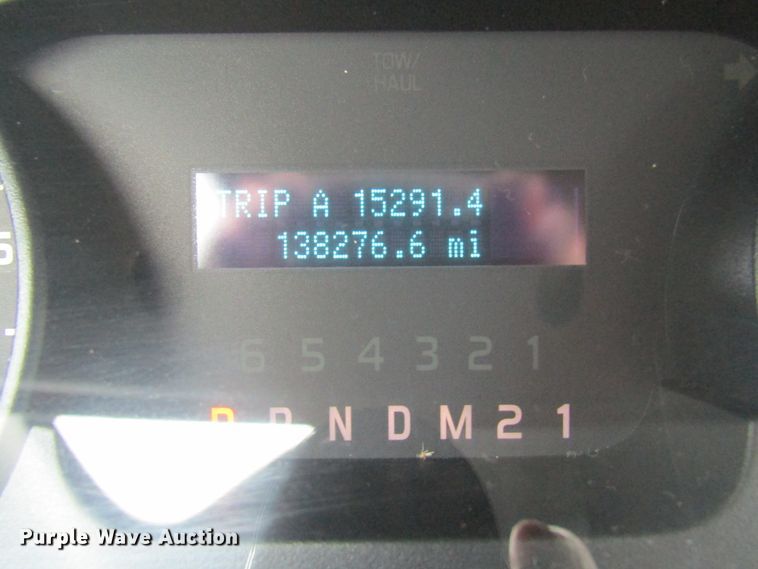 TOW/
HAUL
TRIP A 15291.4
138276.6 mi
6 5 4 3 2 1
P R N D M 2 1
6
Purple Wave Auction